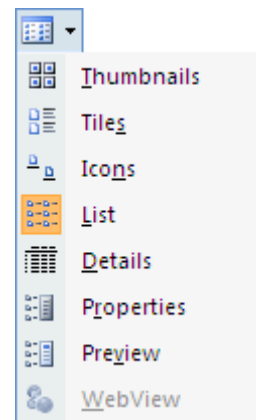 Thumbnails
Tiles
Icons
List
Details
Properties
Preview
WebView